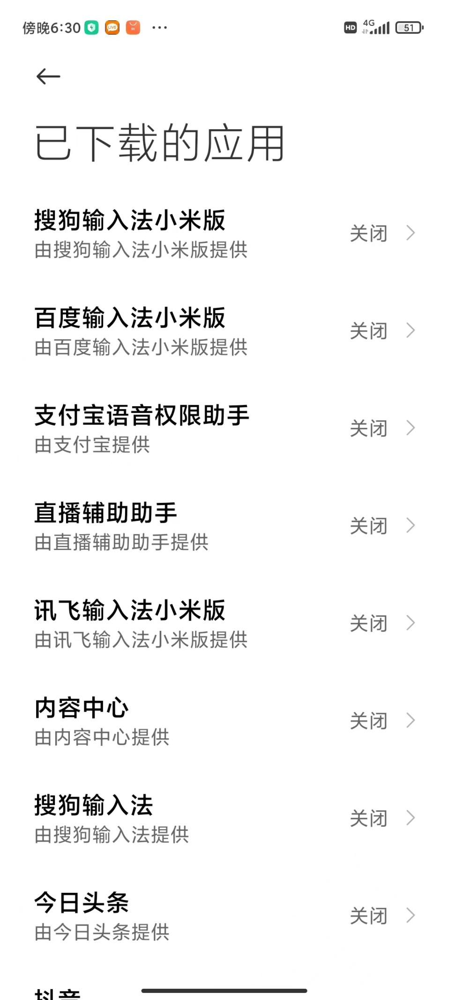 傍晚6:30 LIVE HD 4G 51
已下载的应用
搜狗输入法小米版
由搜狗输入法小米版提供
关闭
百度输入法小米版
由百度输入法小米版提供
关闭
支付宝语音权限助手
由支付宝提供
关闭
直播辅助助手
由直播辅助助手提供
关闭
讯飞输入法小米版
由讯飞输入法小米版提供
关闭
内容中心
由内容中心提供
关闭
搜狗输入法
由搜狗输入法提供
关闭
今日头条
由今日头条提供
关闭
抖音